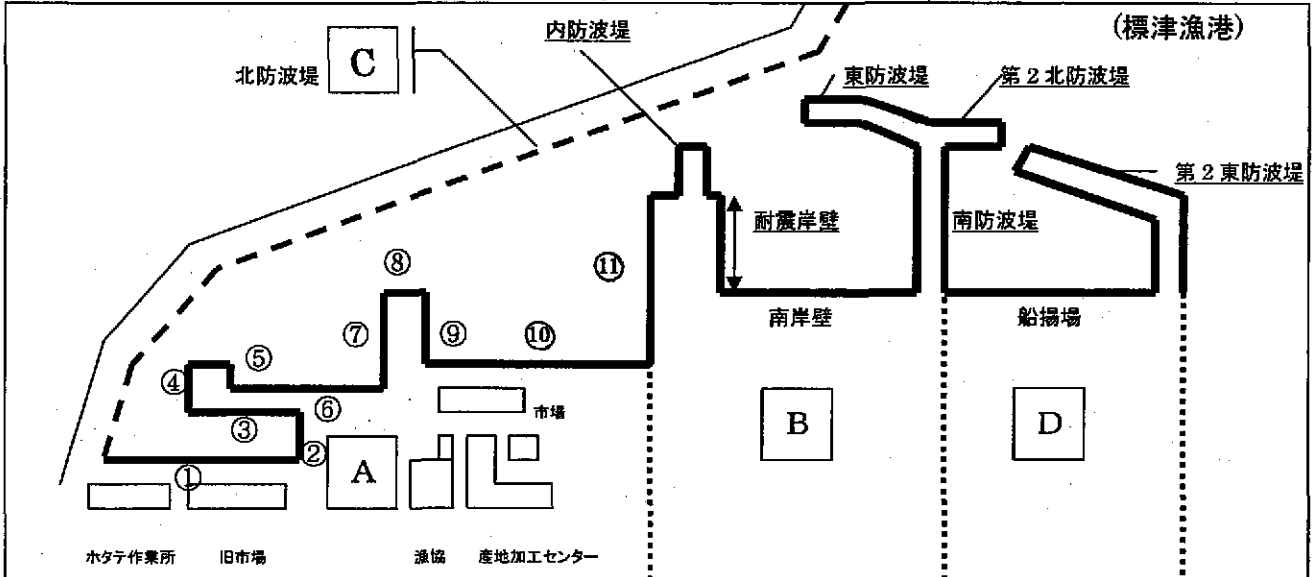 (標津漁港)
内防波堤
北防波堤
C
東防波堤
第2北防波堤
第2東防波堤
耐震岸壁
南防波堤
⑧
⑪
南岸壁
船揚場
⑦
⑨
⑩
⑤
④
⑥
市場
③
②
A
B
D
①
ホタテ作業所
旧市場
漁協
産地加工センター